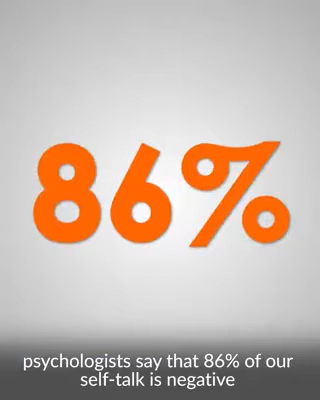 86%
psychologists say that 86% of our
self-talk is negative